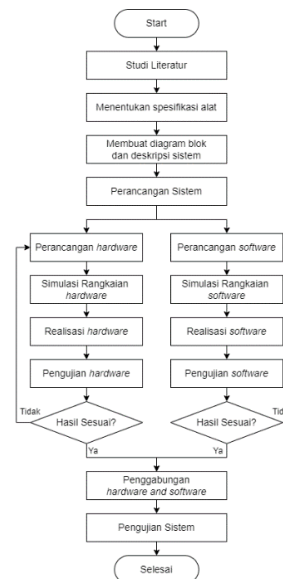 Start
Studi Literatur
Menentukan spesifikasi alat
Membuat diagram blok
dan deskripsi sistem
Perancangan Sistem
Perancangan hardware
Simulasi Rangkaian
hardware
Realisasi hardware
Pengujian hardware
Tidak
Hasil Sesuai?
Ya
Perancangan software
Simulasi Rangkaian
software
Realisasi software
Pengujian software
Hasil Sesuai?
Ya
Penggabungan
hardware and software
Pengujian Sistem
Selesai